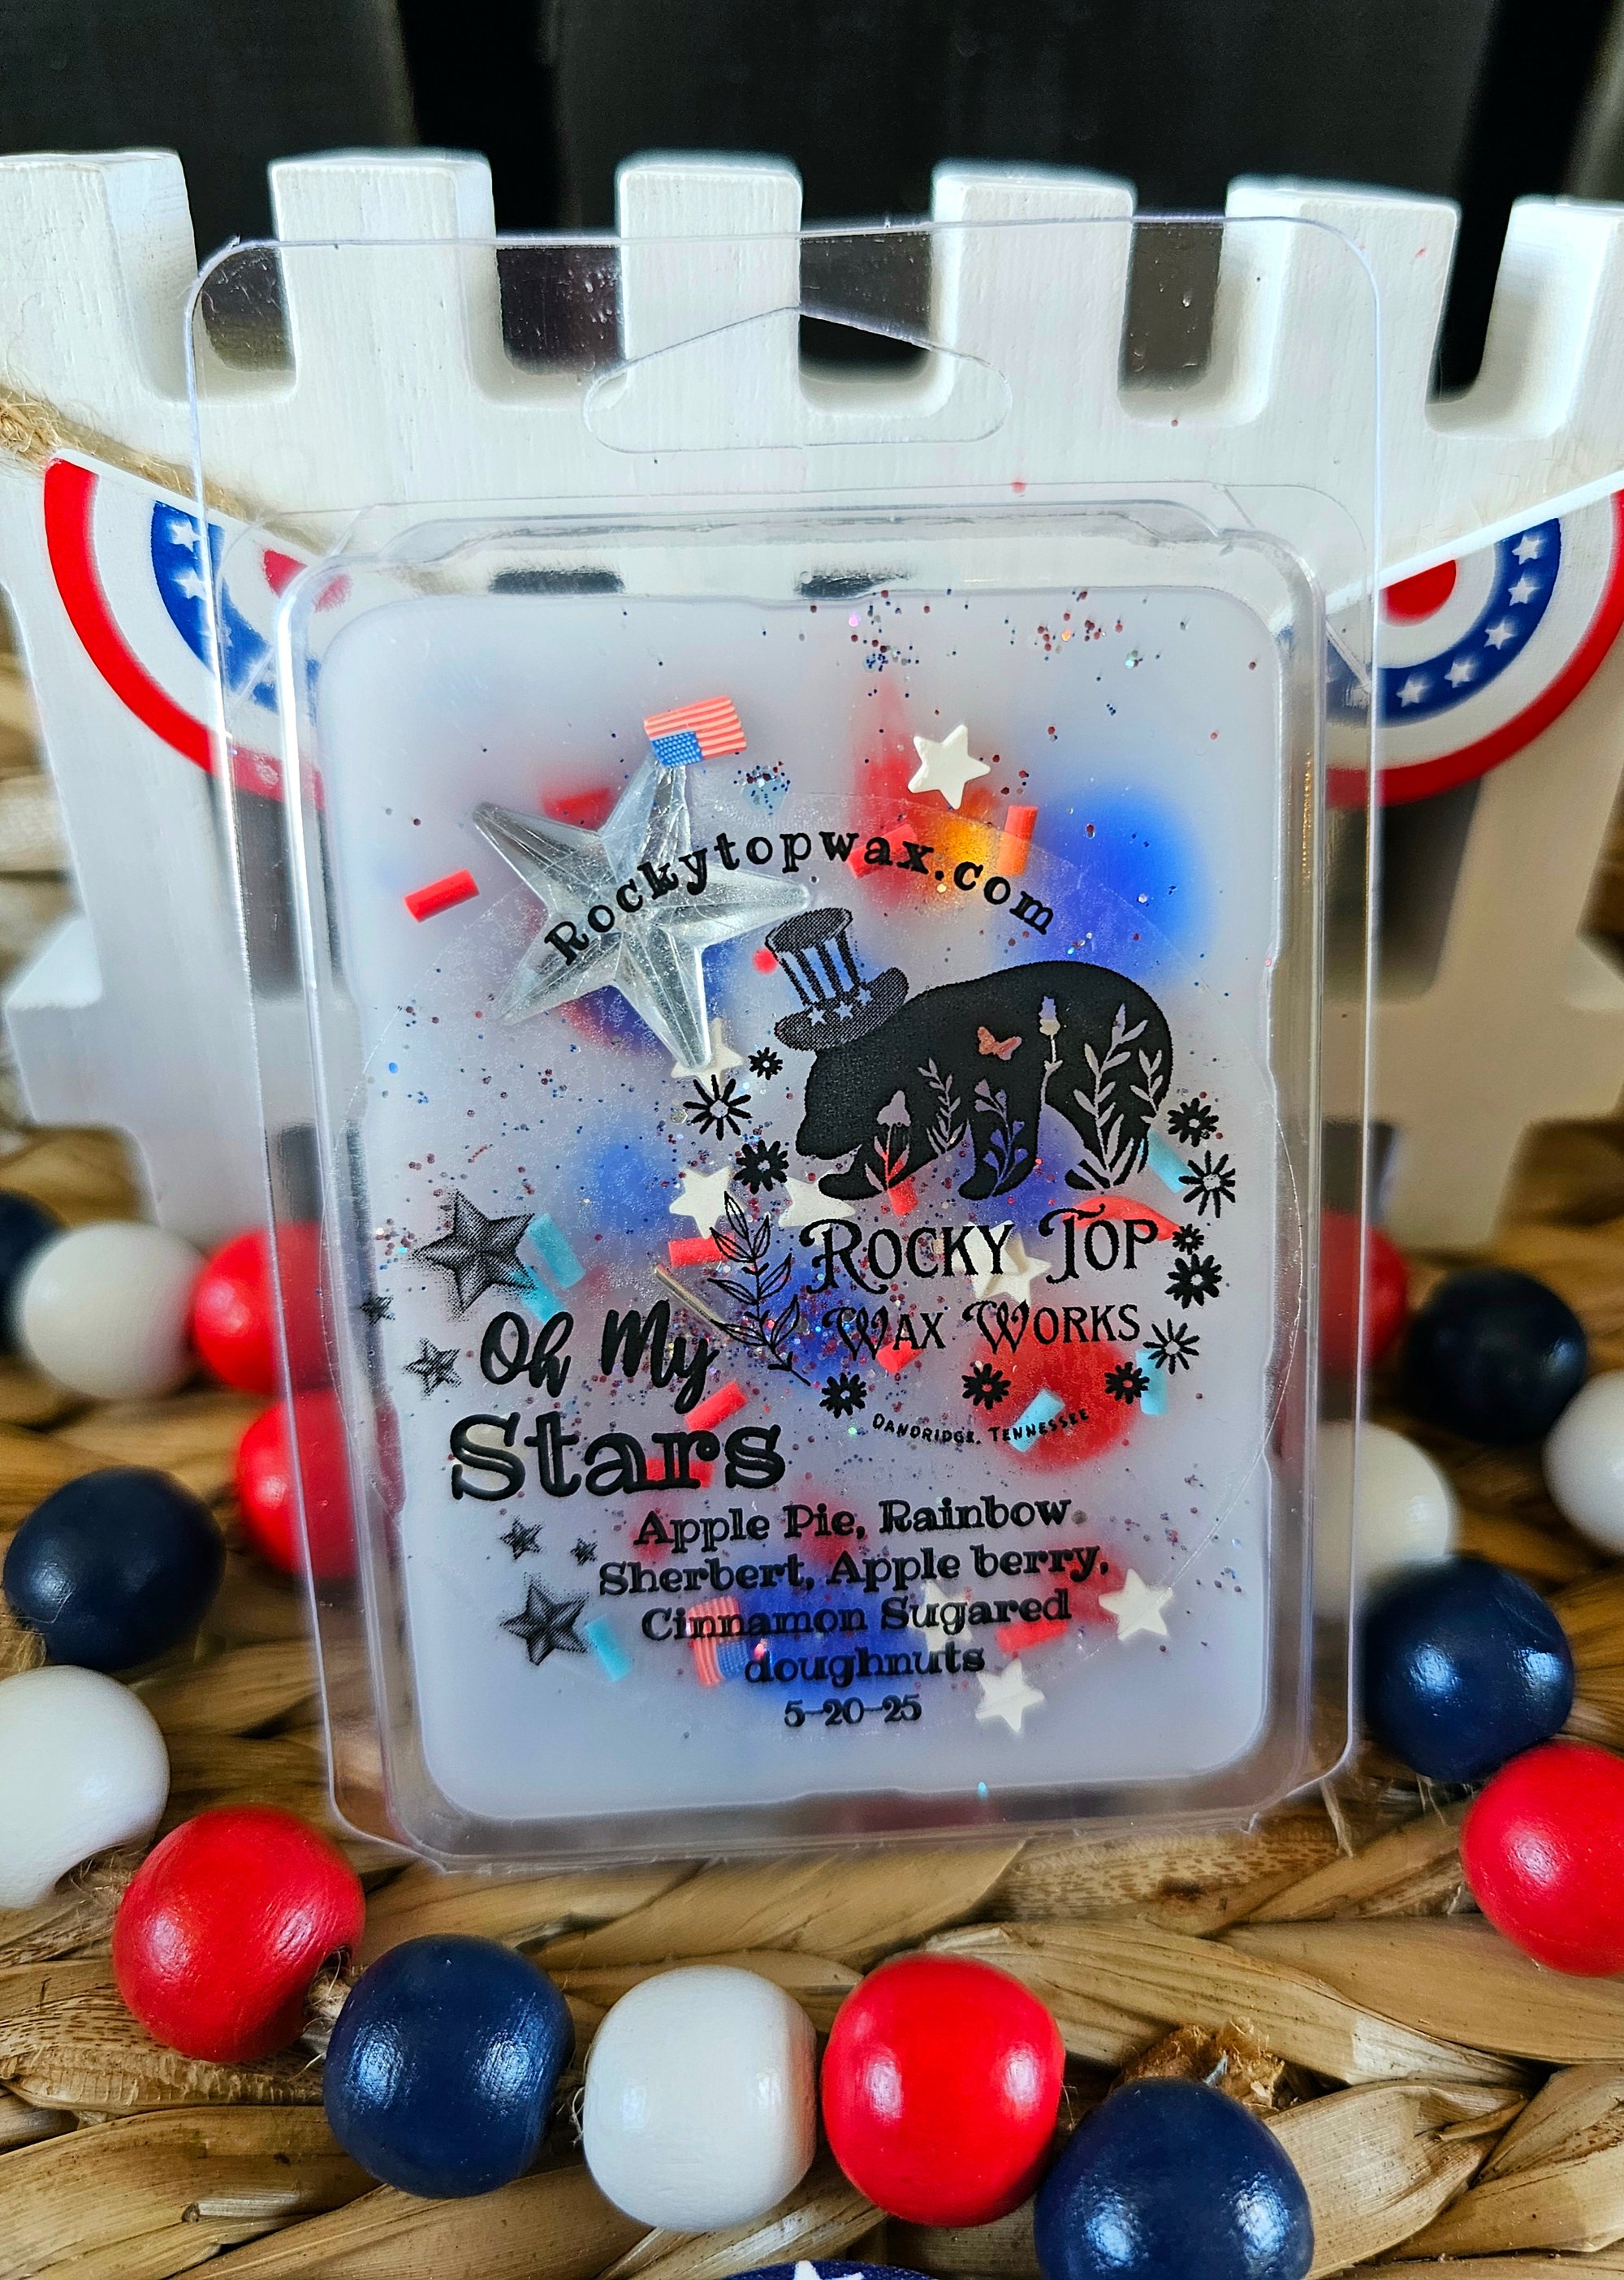 Rockytopwax.com
Rocky Top
Wax Works
Dandridge, Tennessee
Oh My
Stars
Apple Pie, Rainbow
Sherbert, Apple berry,
Cinnamon Sugared
doughnuts
5-20-25